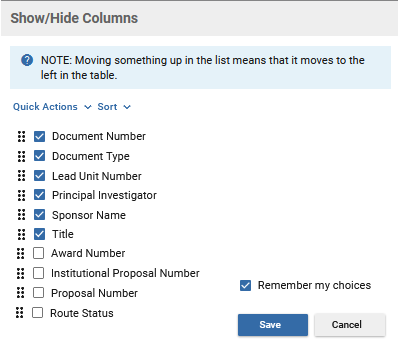 Show/Hide Columns
NOTE: Moving something up in the list means that it moves to the
left in the table.
Quick Actions Sort
Document Number
Document Type
Lead Unit Number
Principal Investigator
Sponsor Name
Title
Award Number
Institutional Proposal Number
Proposal Number
Route Status
Remember my choices
Save Cancel